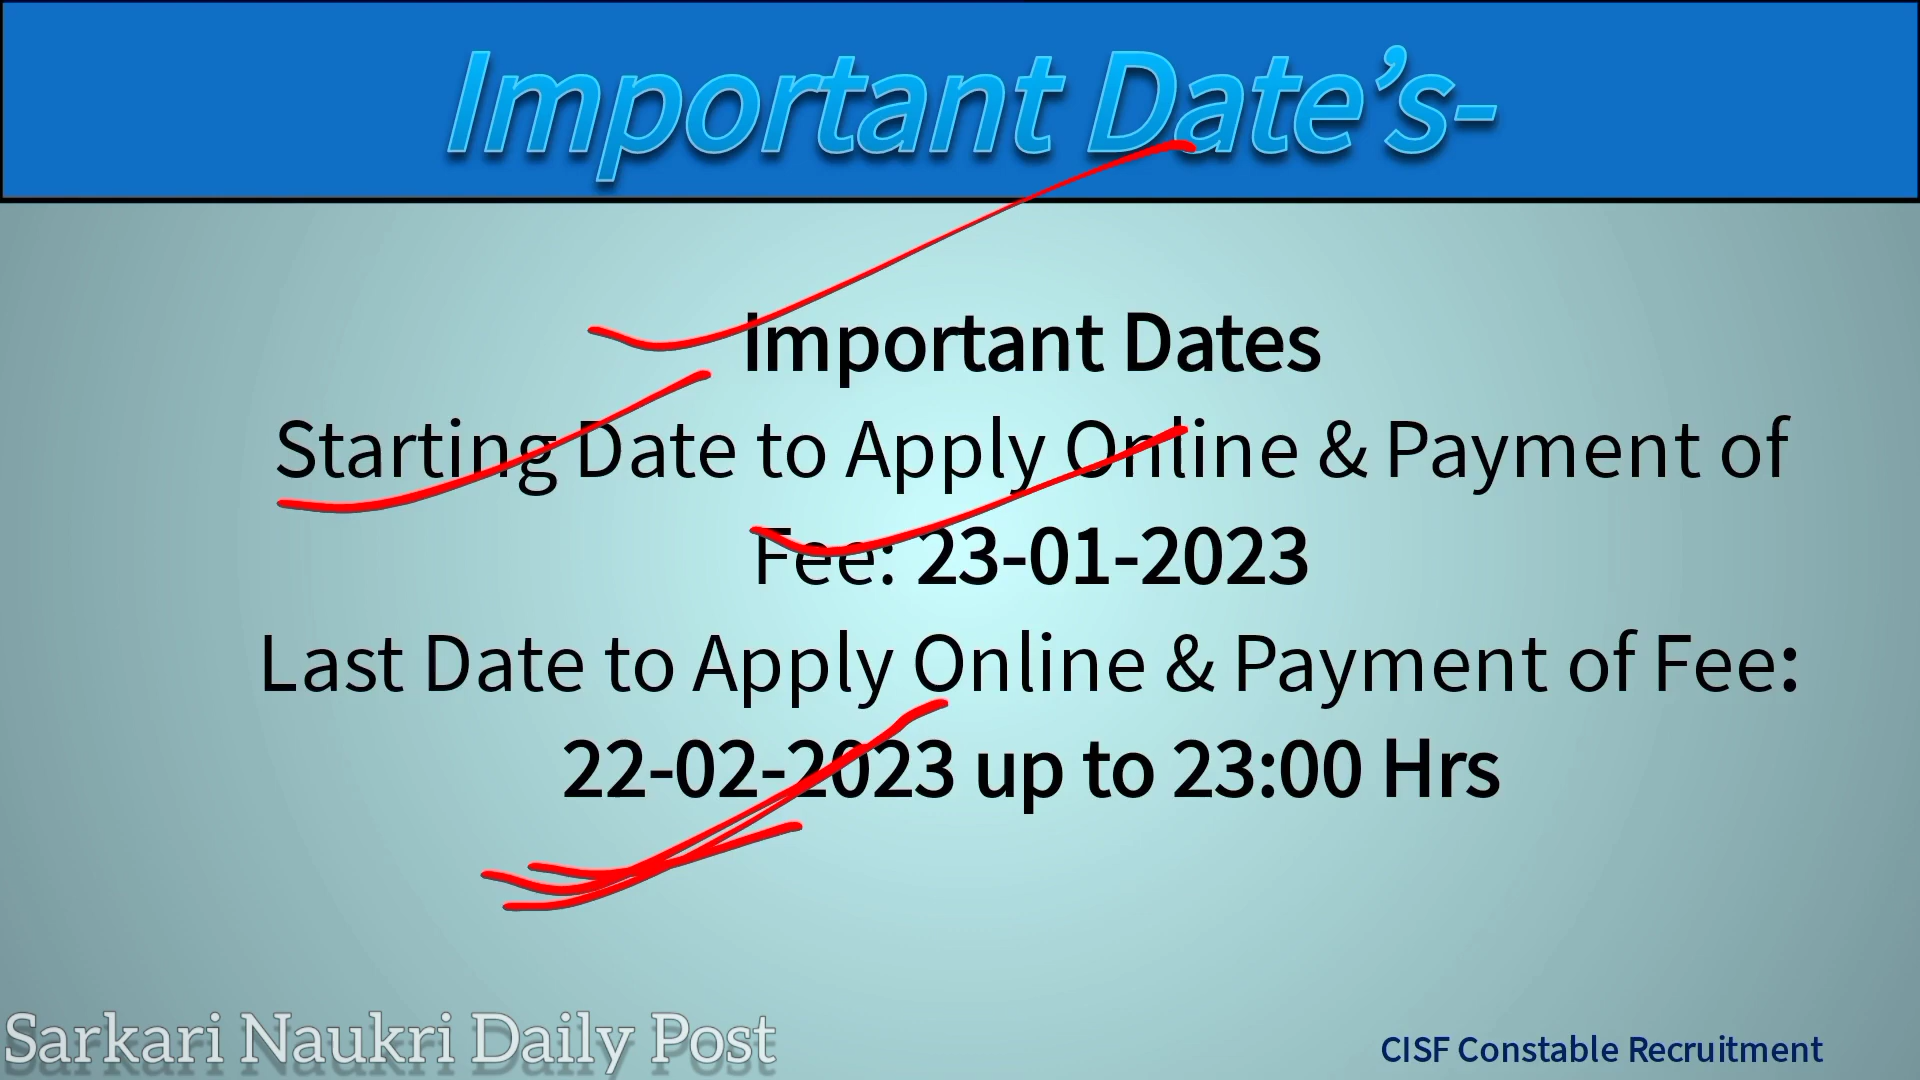 Important Date’s-
Important Dates
Starting Date to Apply Online & Payment of
Fee: 23-01-2023
Last Date to Apply Online & Payment of Fee:
22-02-2023 up to 23:00 Hrs
Sarkari Naukri Daily Post
CISF Constable Recruitment